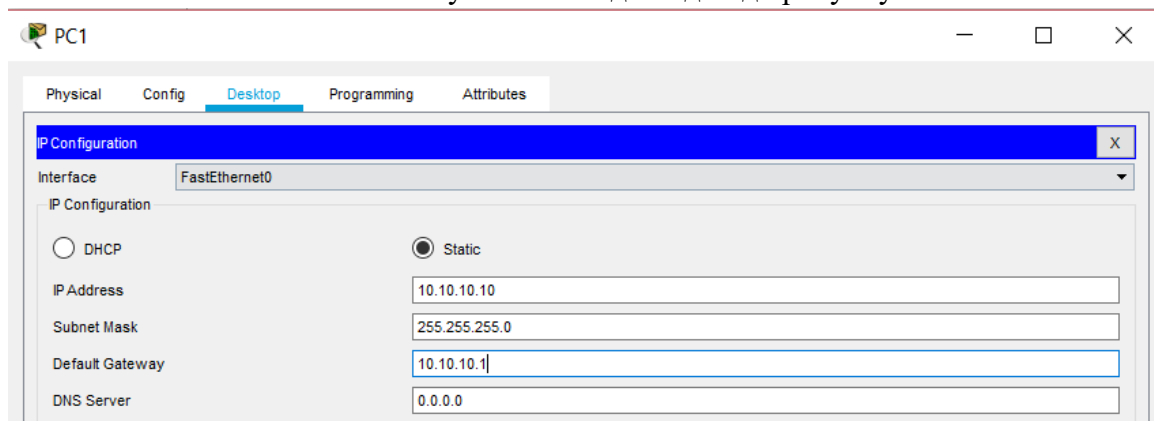 PC1
Physical Config Desktop Programming Attributes
IP Configuration X
Interface FastEthernet0
IP Configuration
DHCP Static
IP Address 10.10.10.10
Subnet Mask 255.255.255.0
Default Gateway 10.10.10.1
DNS Server 0.0.0.0